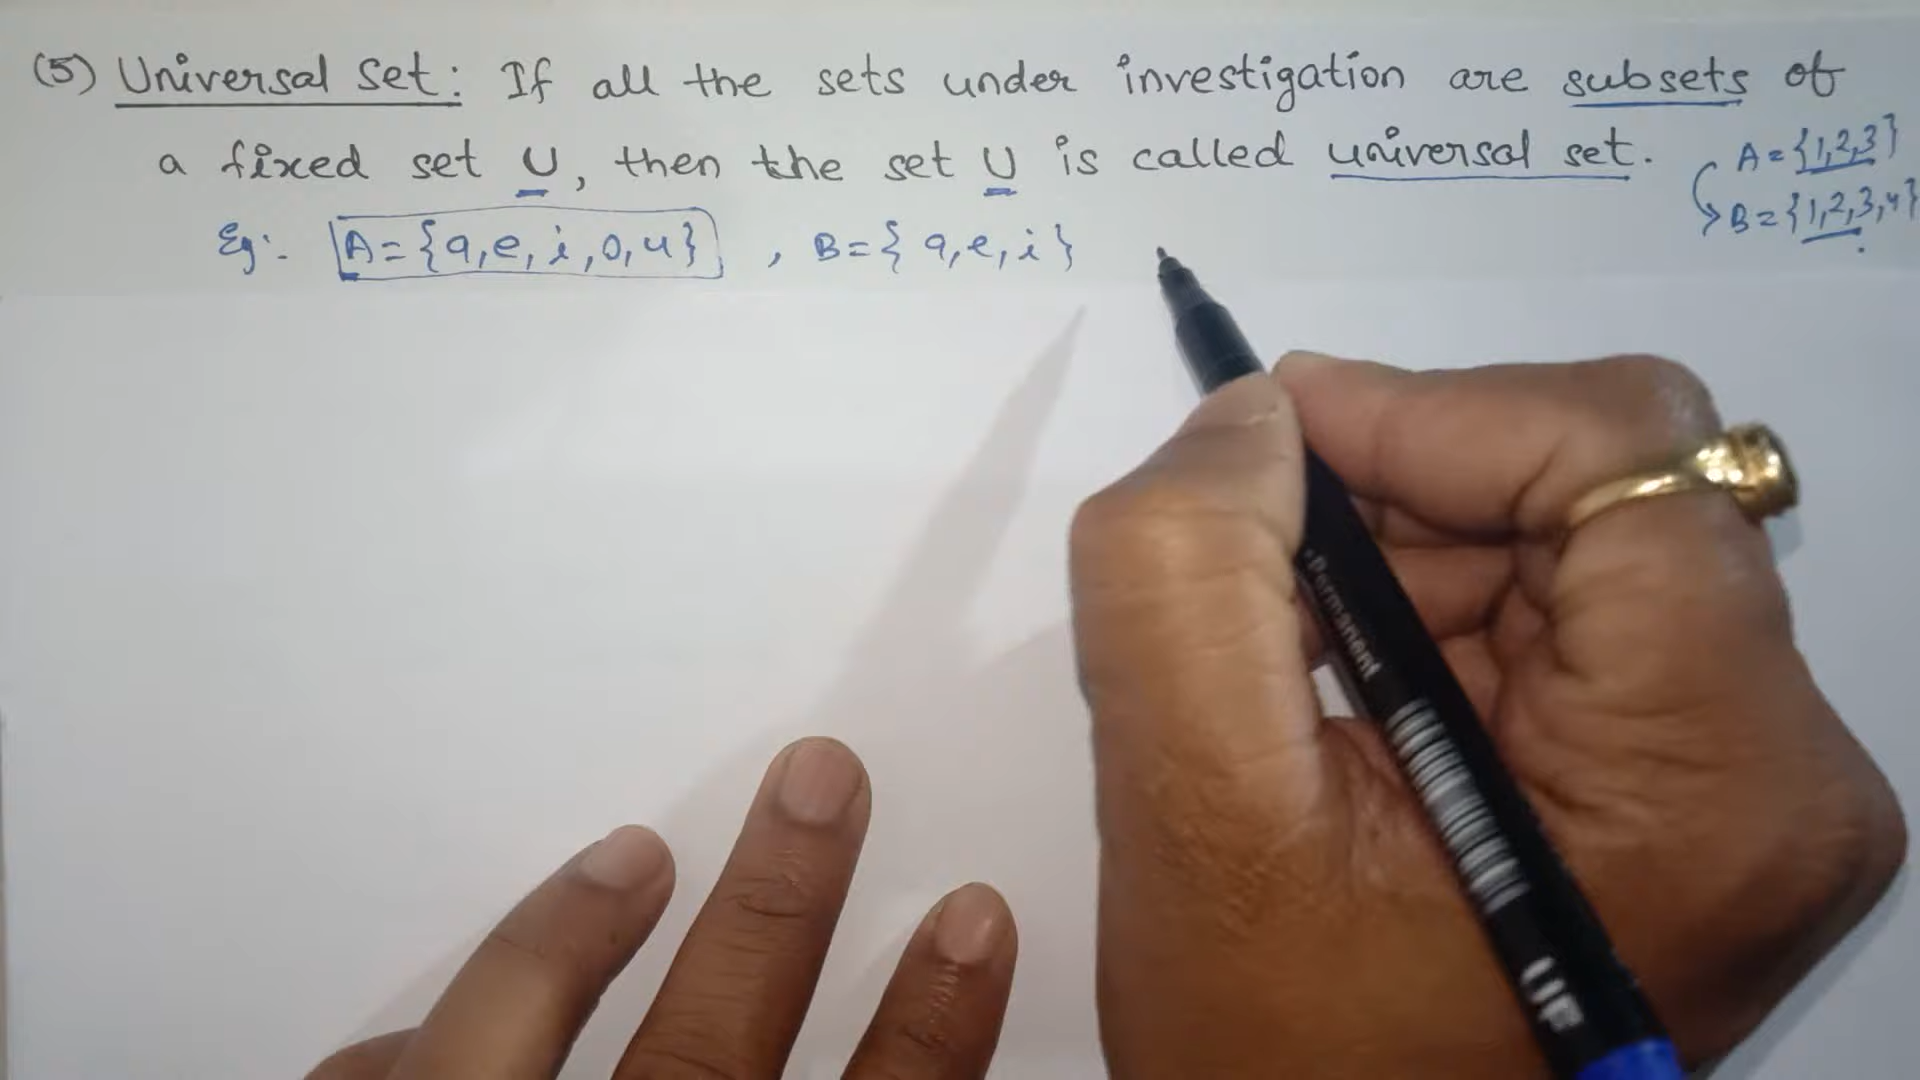 (5) Universal Set: If all the sets under investigation are subsets of
a fixed set U, then the set U is called universal set.
A = {1,2,3}
B = {1,2,3,4}
Eg:- A = {a,e,i,o,u} , B = { a,e,i}
Permanent